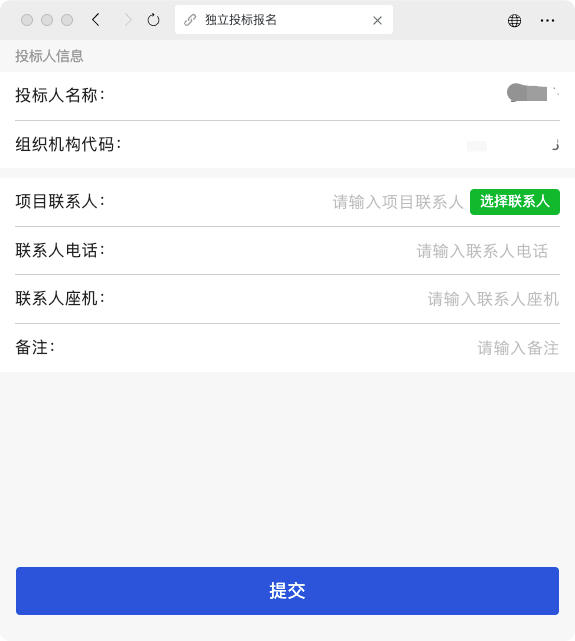 独立投标报名
投标人信息
投标人名称：
组织机构代码：
项目联系人： 请输入项目联系人 选择联系人
联系人电话： 请输入联系人电话
联系人座机： 请输入联系人座机
备注： 请输入备注
提交